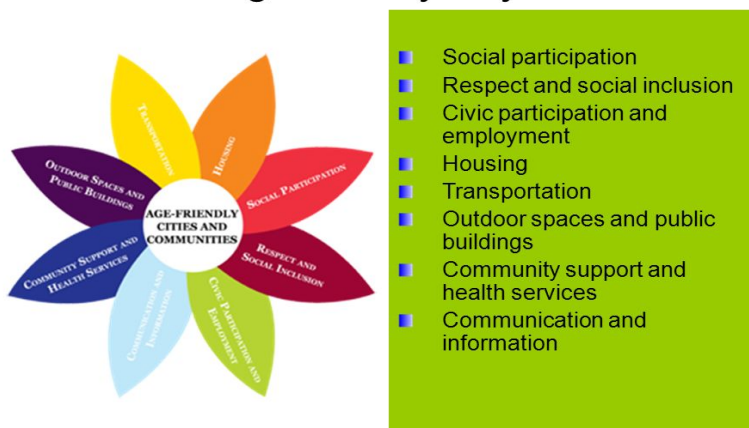 TRANSPORTATION
HOUSING
OUTDOOR SPACES AND
PUBLIC BUILDINGS
SOCIAL PARTICIPATION
AGE-FRIENDLY
CITIES AND
COMMUNITIES
COMMUNITY SUPPORT AND
HEALTH SERVICES
RESPECT AND
SOCIAL INCLUSION
COMMUNICATION AND
INFORMATION
CIVIC PARTICIPATION AND
EMPLOYMENT
Social participation
Respect and social inclusion
Civic participation and
employment
Housing
Transportation
Outdoor spaces and public
buildings
Community support and
health services
Communication and
information